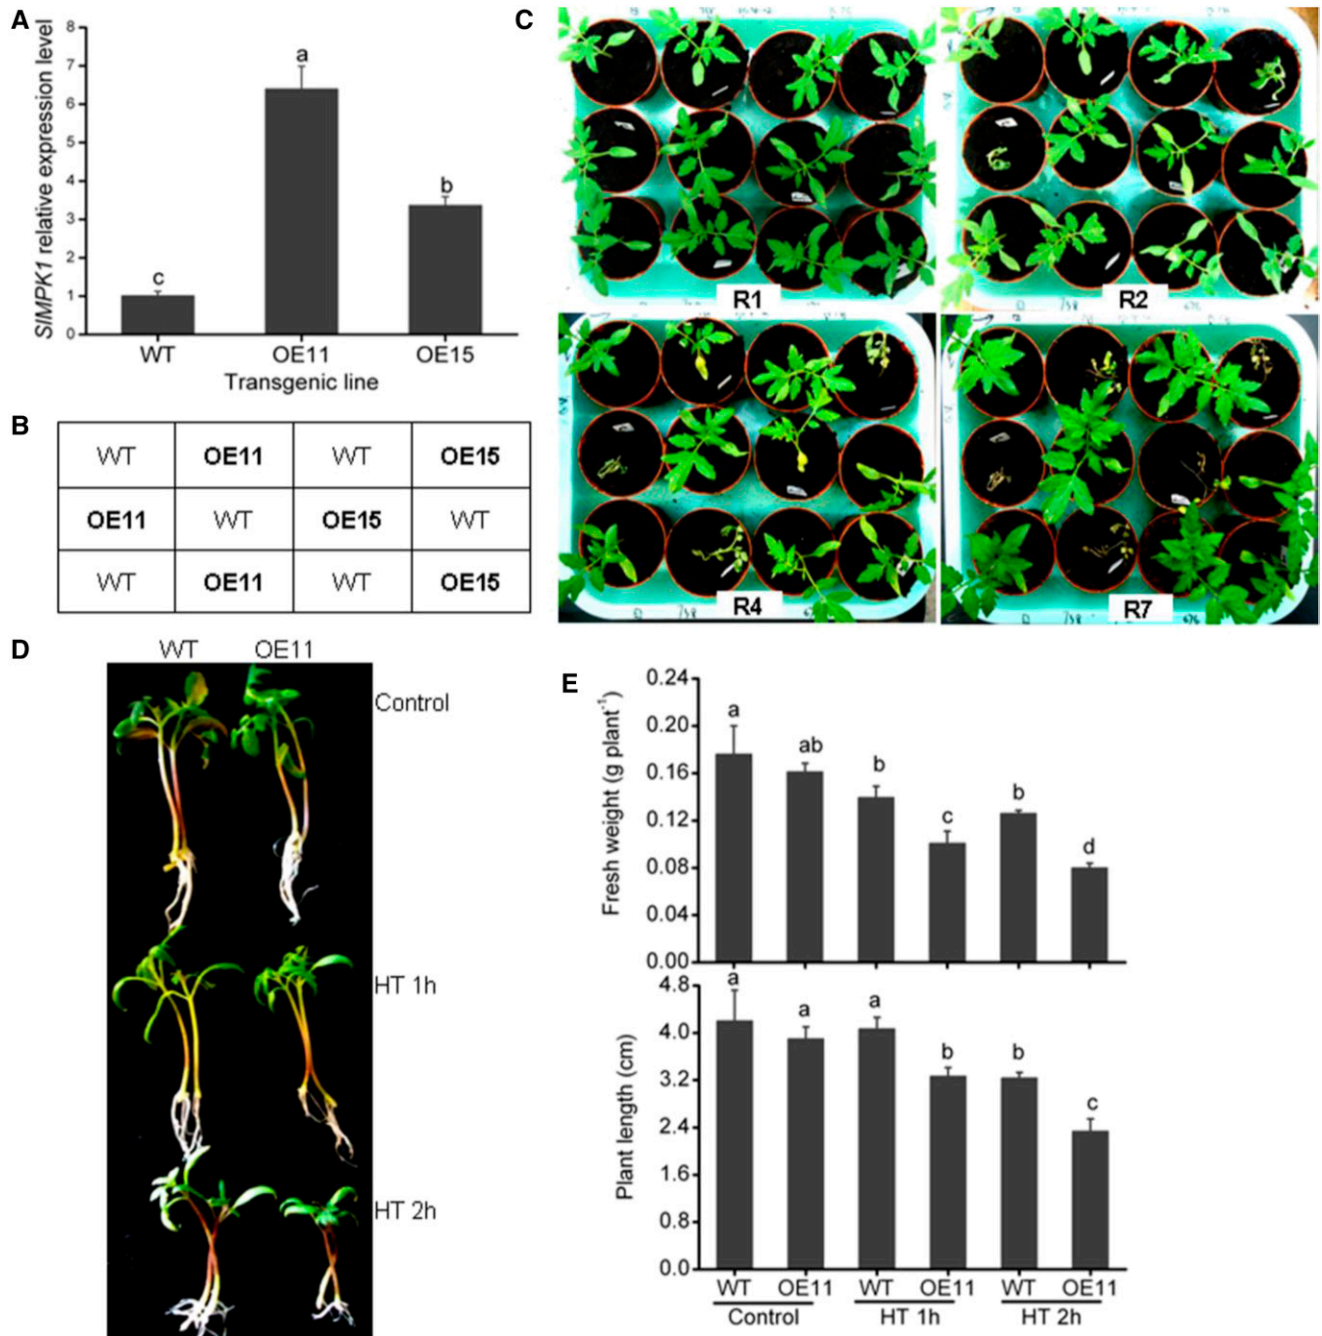 A
SlMPK1 relative expression level
8
7
6
5
4
3
2
1
0
a
b
c
WT OE11 OE15
Transgenic line
B
WT OE11 WT OE15
OE11 WT OE15 WT
WT OE11 WT OE15
C
R1
R2
R4
R7
D
WT OE11
Control
HT 1h
HT 2h
E
Fresh weight (g plant⁻¹)
0.24
0.20
0.16
0.12
0.08
0.04
0.00
a ab b c b d
Plant length (cm)
4.8
4.0
3.2
2.4
1.6
0.8
0.0
a a a b b c
WT OE11 WT OE11 WT OE11
Control HT 1h HT 2h